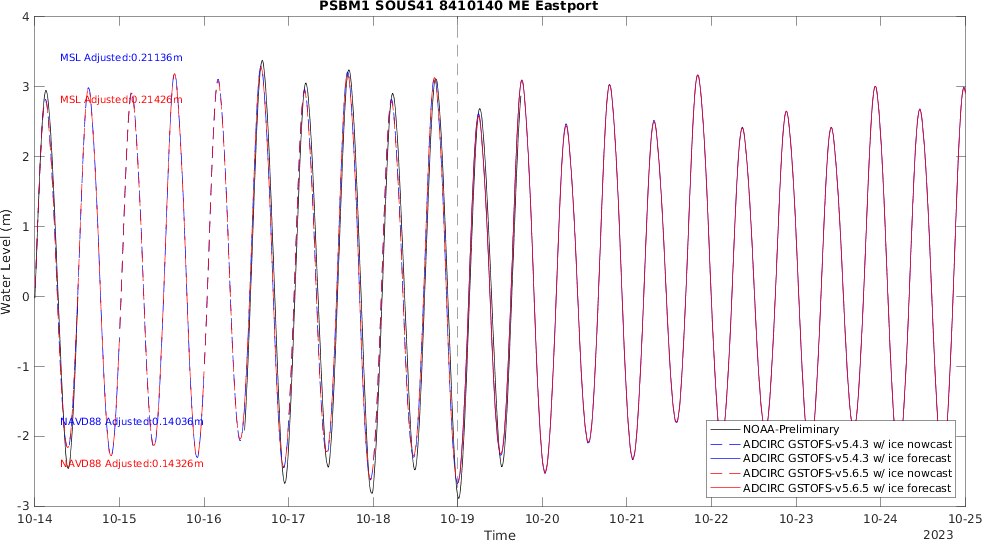 PSBM1 SOUS41 8410140 ME Eastport
4
3
2
1
0
-1
-2
-3
Water Level (m)
MSL Adjusted:0.21136m
MSL Adjusted:0.21426m
NAVD88 Adjusted:0.14036m
NAVD88 Adjusted:0.14326m
NOAA-Preliminary
ADCIRC GSTOFS-v5.4.3 w/ ice nowcast
ADCIRC GSTOFS-v5.4.3 w/ ice forecast
ADCIRC GSTOFS-v5.6.5 w/ ice nowcast
ADCIRC GSTOFS-v5.6.5 w/ ice forecast
10-14 10-15 10-16 10-17 10-18 10-19 10-20 10-21 10-22 10-23 10-24 10-25
Time
2023